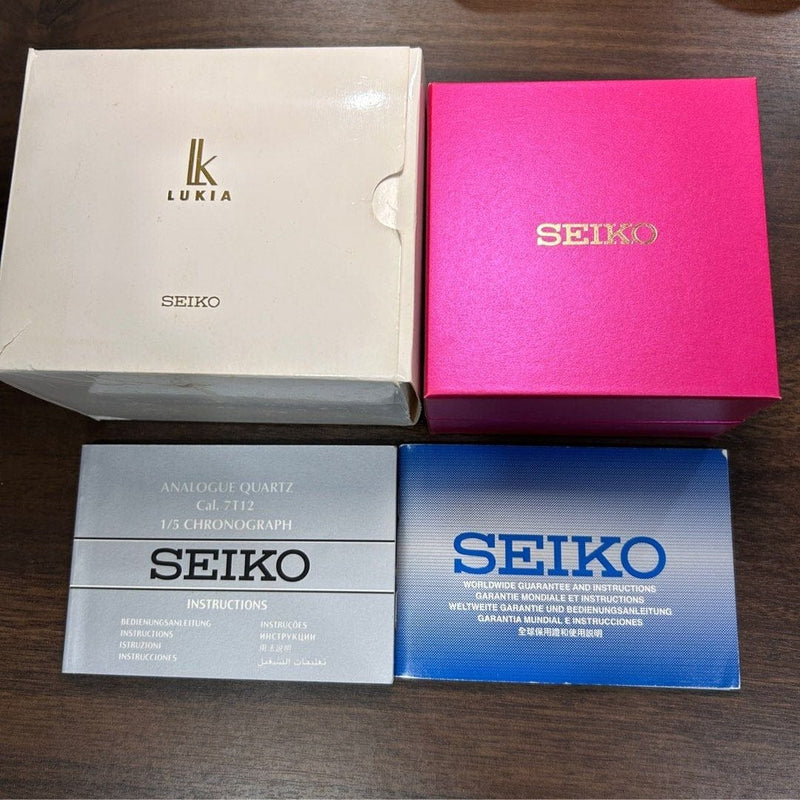 lk
LUKIA
SEIKO
SEIKO
ANALOGUE QUARTZ
Cal. 7T12
1/5 CHRONOGRAPH
SEIKO
INSTRUCTIONS
BEDIENUNGSANLEITUNG
INSTRUCTIONS
ISTRUZIONI
INSTRUCCIONES
INSTRUÇÕES
ИНСТРУКЦИИ
用法說明
تعليمات التشغيل
SEIKO
WORLDWIDE GUARANTEE AND INSTRUCTIONS
GARANTIE MONDIALE ET INSTRUCTIONS
WELTWEITE GARANTIE UND BEDIENUNGSANLEITUNG
GARANTIA MUNDIAL E INSTRUCCIONES
全球保用證和使用說明